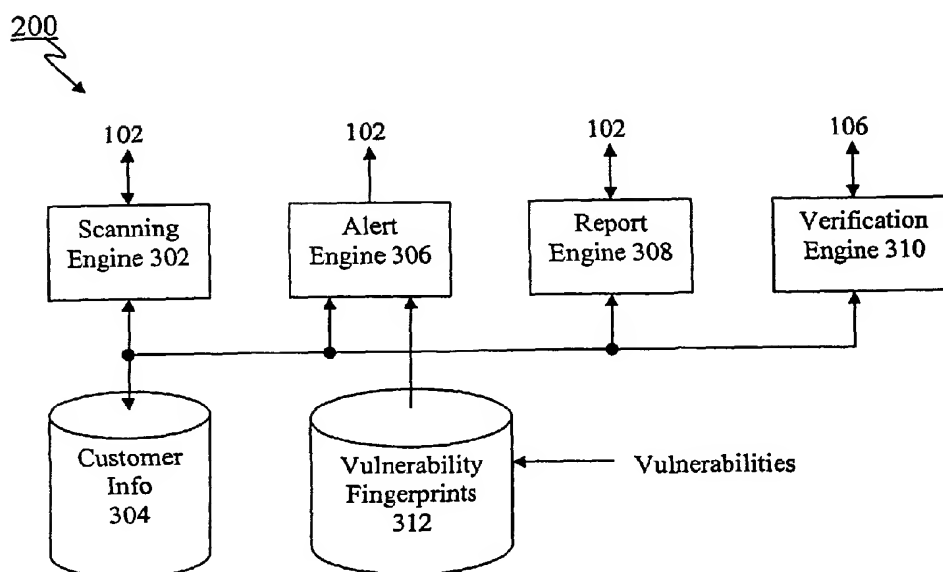 200
102
102
102
106
Scanning
Engine 302
Alert
Engine 306
Report
Engine 308
Verification
Engine 310
Customer
Info
304
Vulnerability
Fingerprints
312
Vulnerabilities